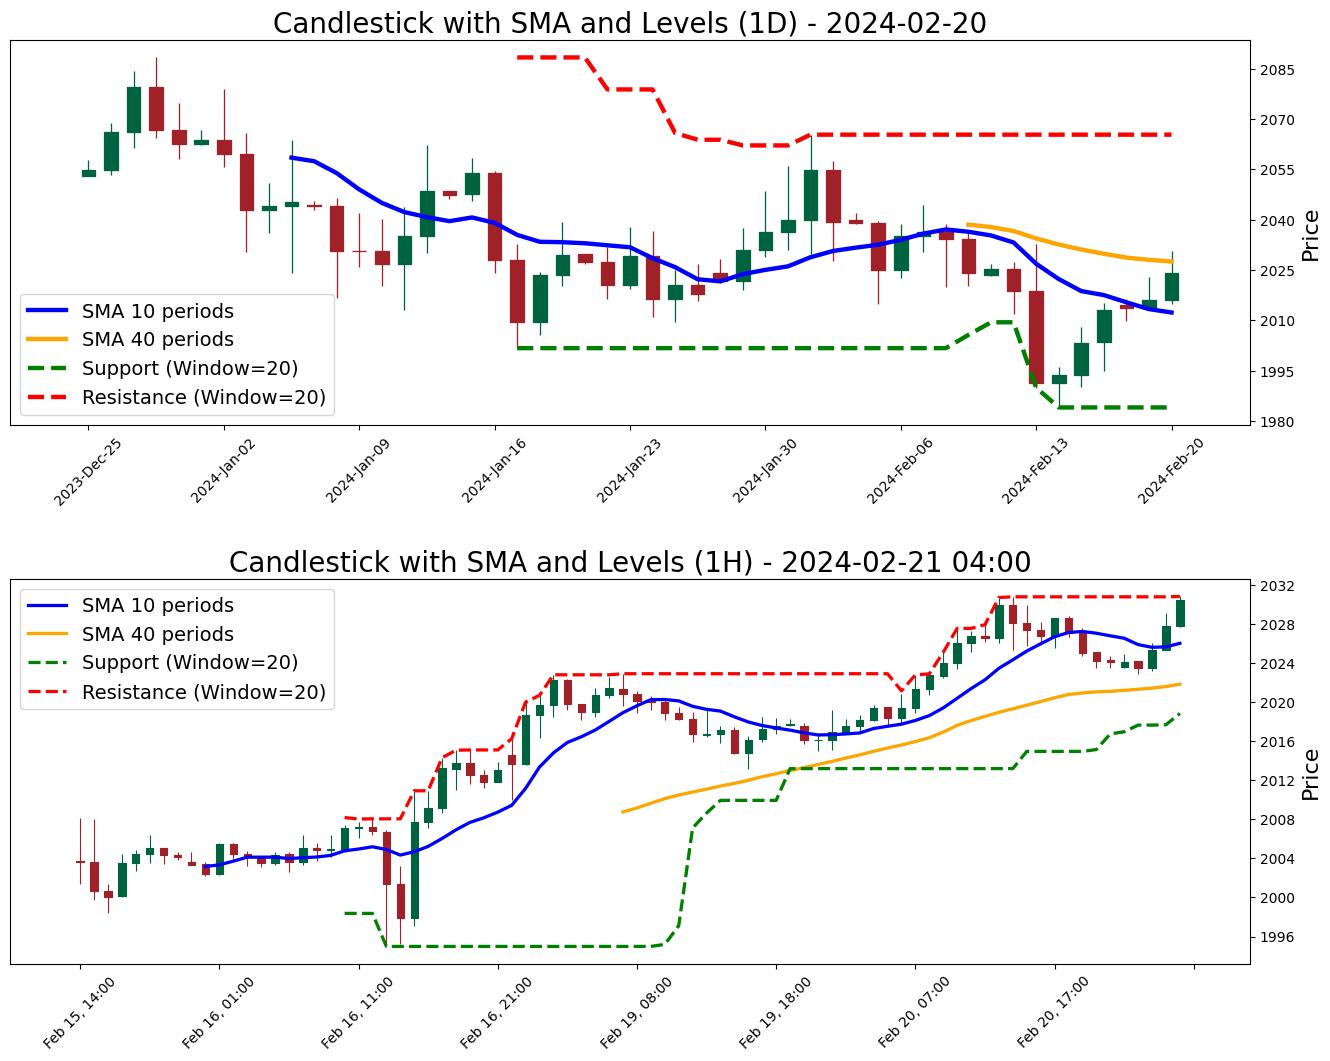 Candlestick with SMA and Levels (1D) - 2024-02-20
2085
2070
2055
2040
2025
2010
1995
1980
Price
SMA 10 periods
SMA 40 periods
Support (Window=20)
Resistance (Window=20)
2023-Dec-25
2024-Jan-02
2024-Jan-09
2024-Jan-16
2024-Jan-23
2024-Jan-30
2024-Feb-06
2024-Feb-13
2024-Feb-20
Candlestick with SMA and Levels (1H) - 2024-02-21 04:00
SMA 10 periods
SMA 40 periods
Support (Window=20)
Resistance (Window=20)
2032
2028
2024
2020
2016
2012
2008
2004
2000
1996
Price
Feb 15, 14:00
Feb 16, 01:00
Feb 16, 11:00
Feb 16, 21:00
Feb 19, 08:00
Feb 19, 18:00
Feb 20, 07:00
Feb 20, 17:00